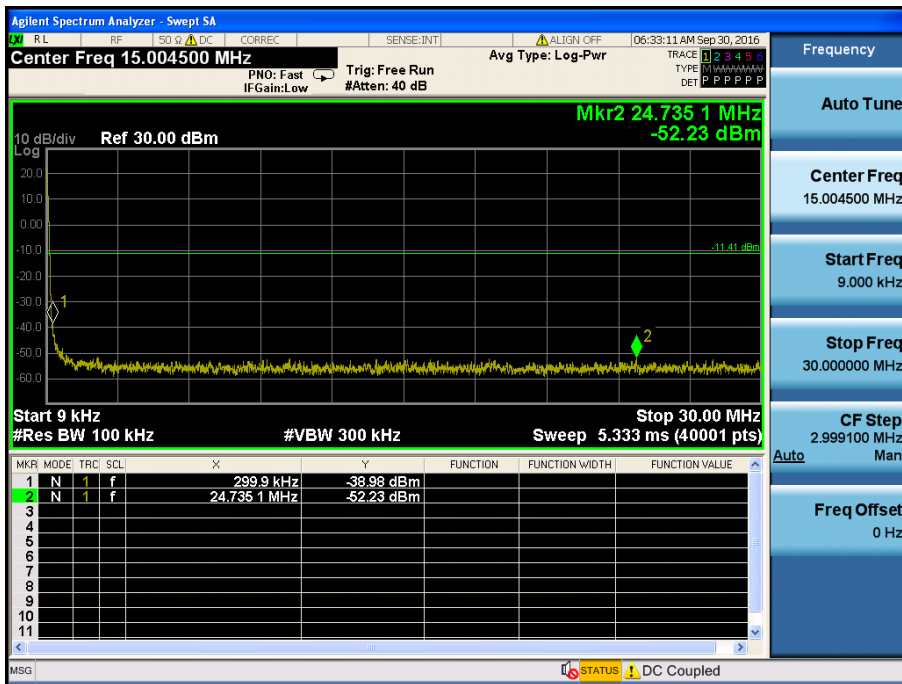 Agilent Spectrum Analyzer - Swept SA
LXI RL RF 50 Ω DC CORREC SENSE:INT ALIGN OFF 06:33:11 AM Sep 30, 2016
Center Freq 15.004500 MHz
PNO: Fast
IFGain:Low
Trig: Free Run
#Atten: 40 dB
Avg Type: Log-Pwr
TRACE 1 2 3 4 5 6
TYPE MWWWWW
DET P P P P P P
Mkr2 24.735 1 MHz
-52.23 dBm
10 dB/div Ref 30.00 dBm
Log
20.0
10.0
0.00
-10.0
-11.41 dBm
-20.0
-30.0
1
-40.0
2
-50.0
-60.0
Start 9 kHz Stop 30.00 MHz
#Res BW 100 kHz #VBW 300 kHz Sweep 5.333 ms (40001 pts)
MKR MODE TRC SCL X Y FUNCTION FUNCTION WIDTH FUNCTION VALUE
1 N 1 f 299.9 kHz -38.98 dBm
2 N 1 f 24.735 1 MHz -52.23 dBm
3
4
5
6
7
8
9
10
11
MSG STATUS DC Coupled
Frequency
Auto Tune
Center Freq
15.004500 MHz
Start Freq
9.000 kHz
Stop Freq
30.000000 MHz
CF Step
2.999100 MHz
Auto Man
Freq Offset
0 Hz